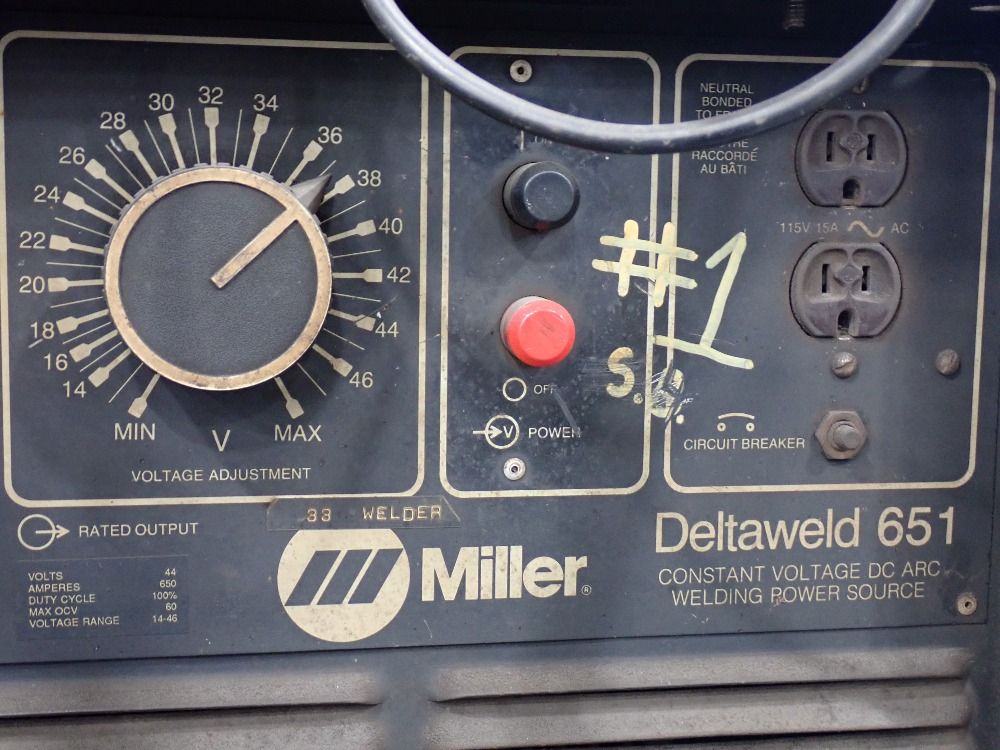 28
30
32
34
36
38
26
24
22
20
18
16
14
40
42
44
46
MIN
V
MAX
VOLTAGE ADJUSTMENT
OFF
V POWER
#1
S.
NEUTRAL
BONDED
TO
RACCORDÉ
AU BÂTI
115V 15A AC
CIRCUIT BREAKER
RATED OUTPUT
VOLTS 44
AMPERES 650
DUTY CYCLE 100%
MAX OCV 60
VOLTAGE RANGE 14-46
33 WELDER
Miller®
Deltaweld 651
CONSTANT VOLTAGE DC ARC
WELDING POWER SOURCE